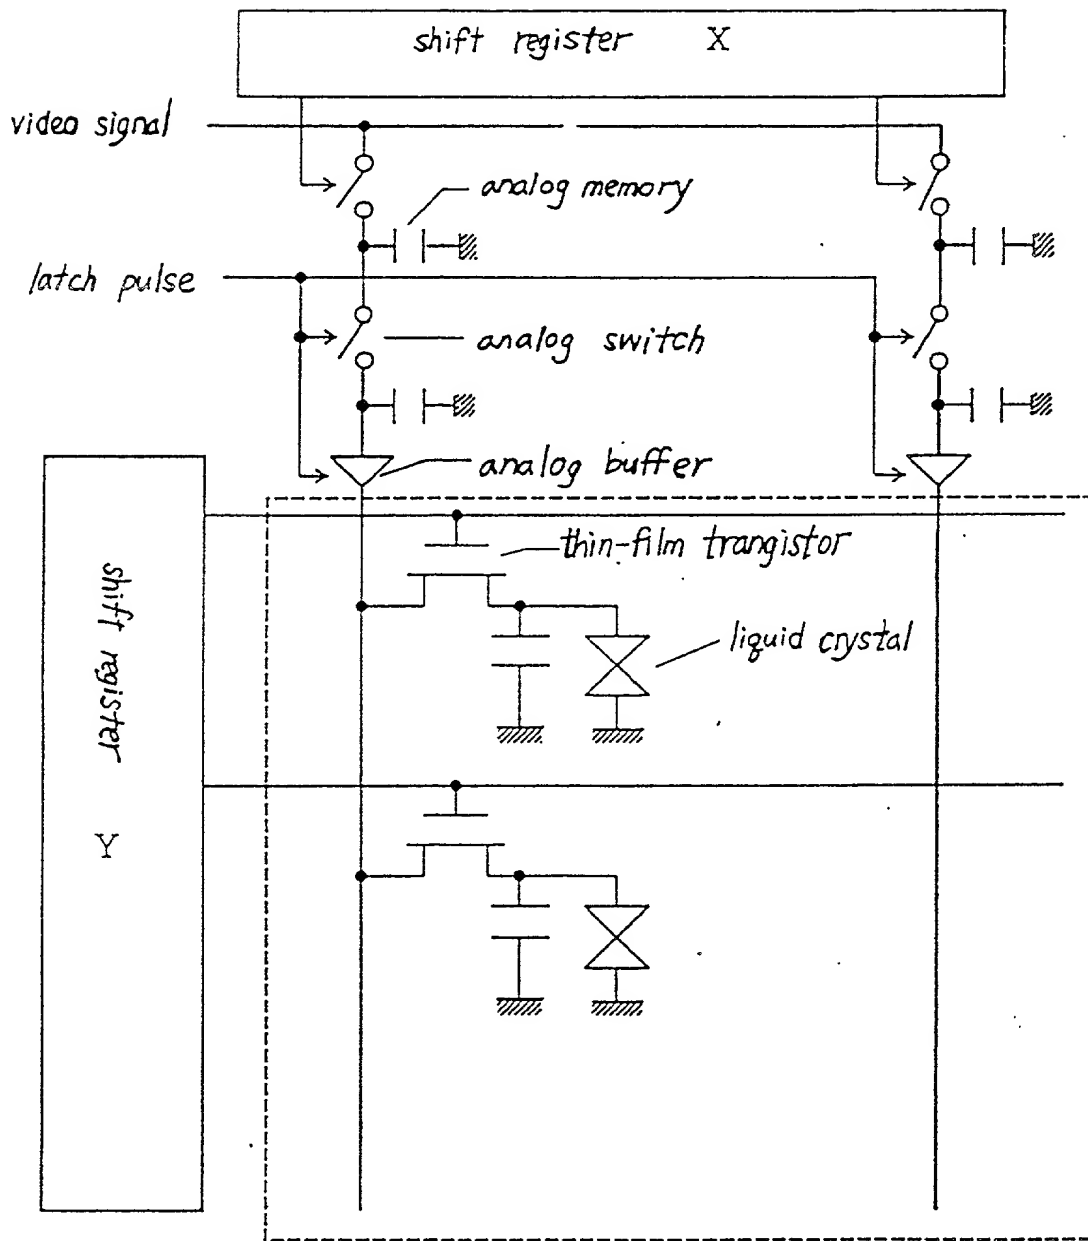 shift register X
video signal
analog memory
latch pulse
analog switch
analog buffer
thin-film trangistor
liquid crystal
shift register Y